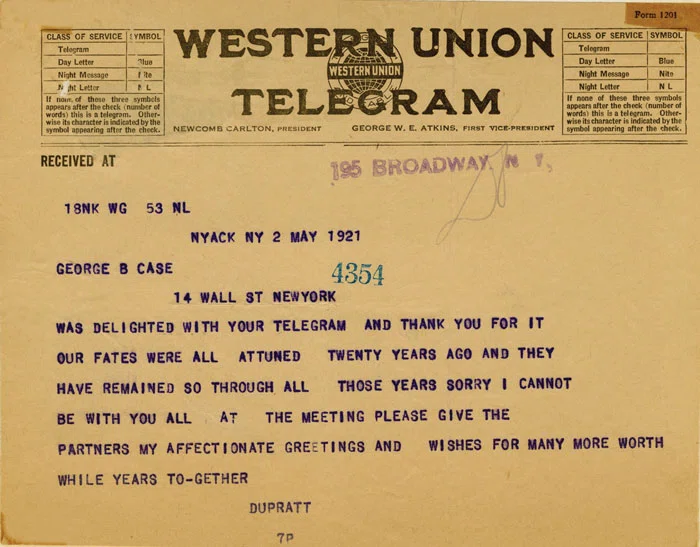 Form 1201
CLASS OF SERVICE SYMBOL
Telegram
Day Letter Blue
Night Message Nite
Night Letter N L
If none of these three symbols
appears after the check (number of
words) this is a telegram. Other-
wise its character is indicated by the
symbol appearing after the check.
WESTERN UNION
WESTERN UNION
TELEGRAM
NEWCOMB CARLTON, PRESIDENT GEORGE W. E. ATKINS, FIRST VICE-PRESIDENT
CLASS OF SERVICE SYMBOL
Telegram
Day Letter Blue
Night Message Nite
Night Letter N L
If none of these three symbols
appears after the check (number of
words) this is a telegram. Other-
wise its character is indicated by the
symbol appearing after the check.
RECEIVED AT
195 BROADWAY, N. Y.
18NK WG 53 NL
NYACK NY 2 MAY 1921
GEORGE B CASE
4354
14 WALL ST NEWYORK
WAS DELIGHTED WITH YOUR TELEGRAM AND THANK YOU FOR IT
OUR FATES WERE ALL ATTUNED TWENTY YEARS AGO AND THEY
HAVE REMAINED SO THROUGH ALL THOSE YEARS SORRY I CANNOT
BE WITH YOU ALL AT THE MEETING PLEASE GIVE THE
PARTNERS MY AFFECTIONATE GREETINGS AND WISHES FOR MANY MORE WORTH
WHILE YEARS TO-GETHER
DUPRATT
7P